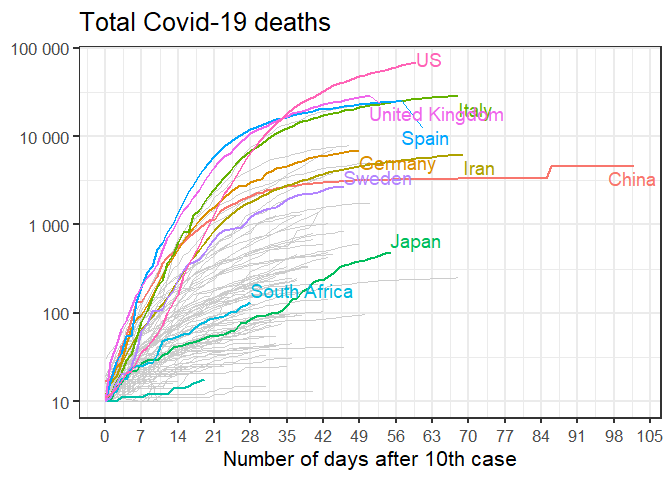 Total Covid-19 deaths
100 000
US
Italy
United Kingdom
10 000
Spain
Germany
Iran
Sweden
China
1 000
Japan
South Africa
100
10
0 7 14 21 28 35 42 49 56 63 70 77 84 91 98 105
Number of days after 10th case